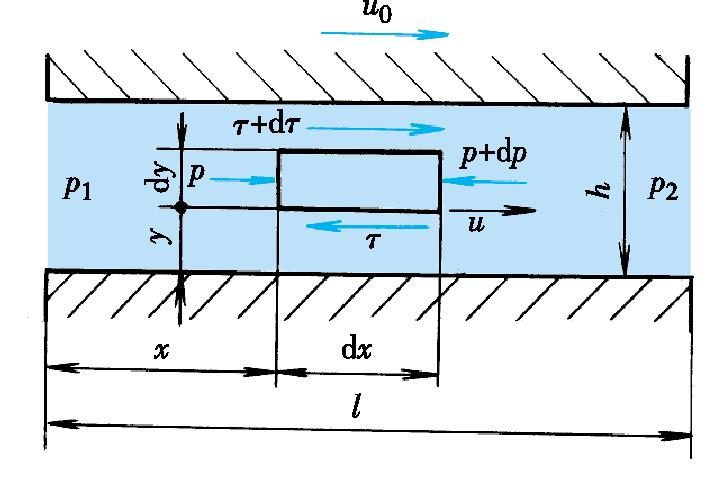 u₀
τ+dτ
p+dp
p₁
dy
p
h
p₂
y
τ
u
x
dx
l